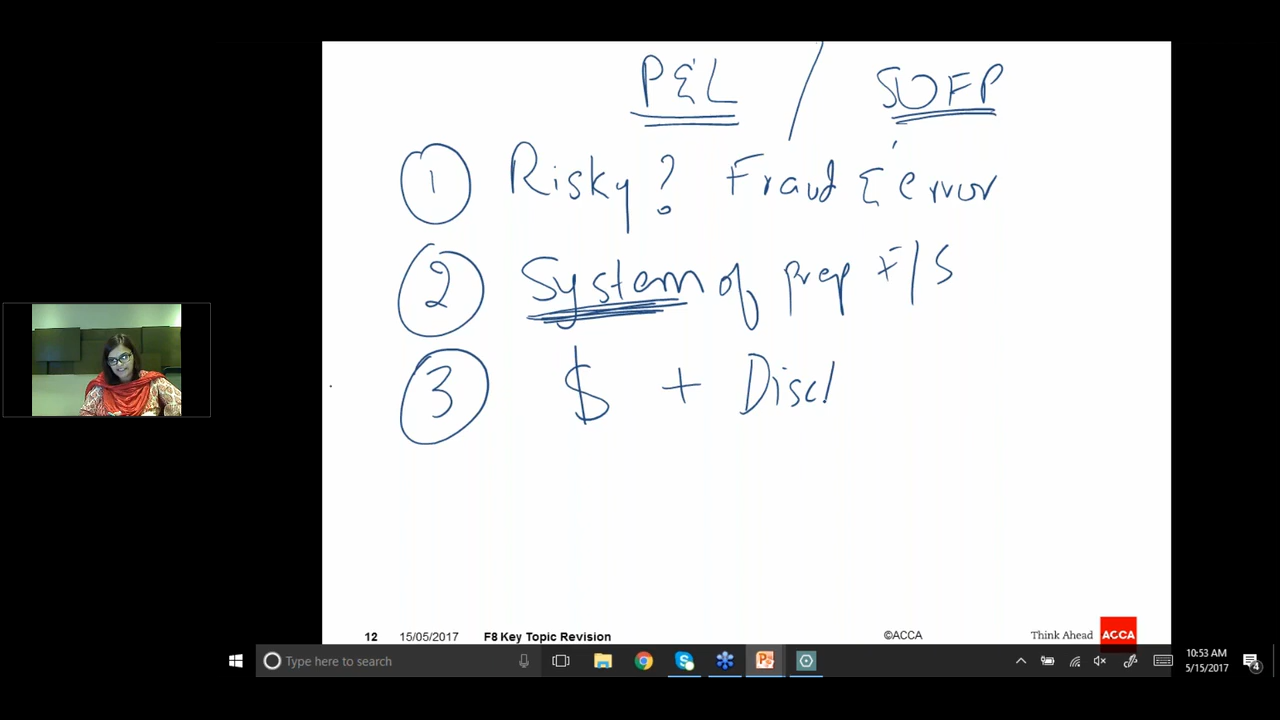 P&L / SOFP
1 Risky? Fraud & error
2 System of prep F/S
3 $ + Discl
12 15/05/2017 F8 Key Topic Revision ©ACCA Think Ahead ACCA
Type here to search
10:53 AM
5/15/2017
4